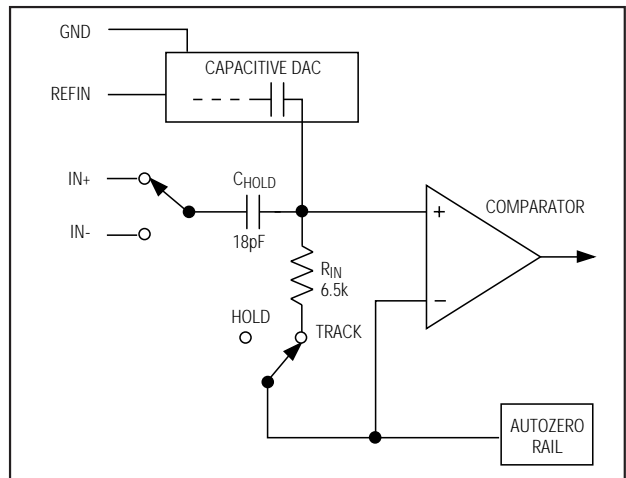 GND
CAPACITIVE DAC
REFIN
IN+
CHOLD
IN-
18pF
COMPARATOR
+
−
RIN
6.5k
HOLD
TRACK
AUTOZERO
RAIL